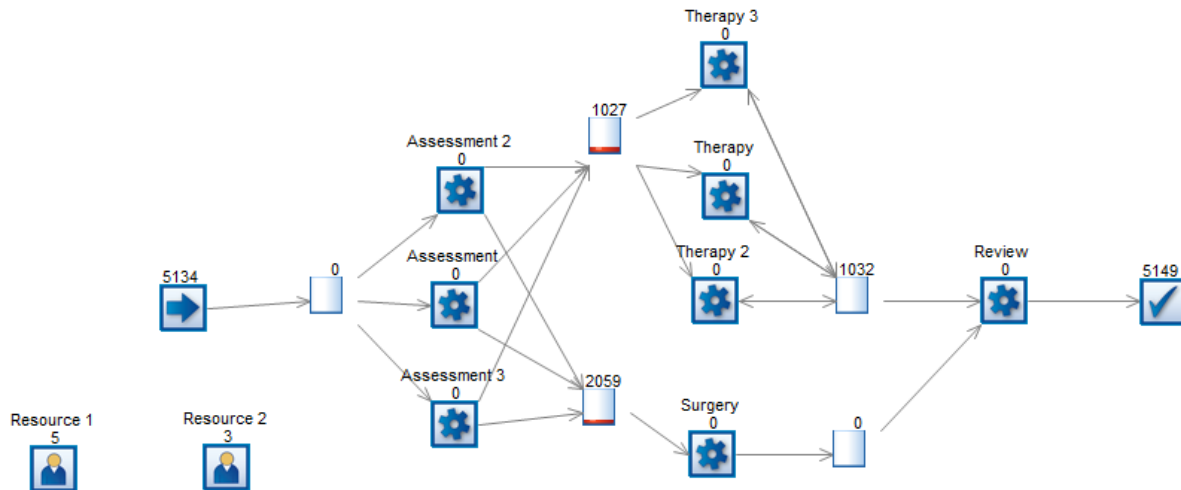 Therapy 3
0
1027
Assessment 2
0
Therapy
0
Assessment
0
Therapy 2
0
1032
Review
0
5134
0
5149
Assessment 3
0
2059
Surgery
0
0
Resource 1
5
Resource 2
3